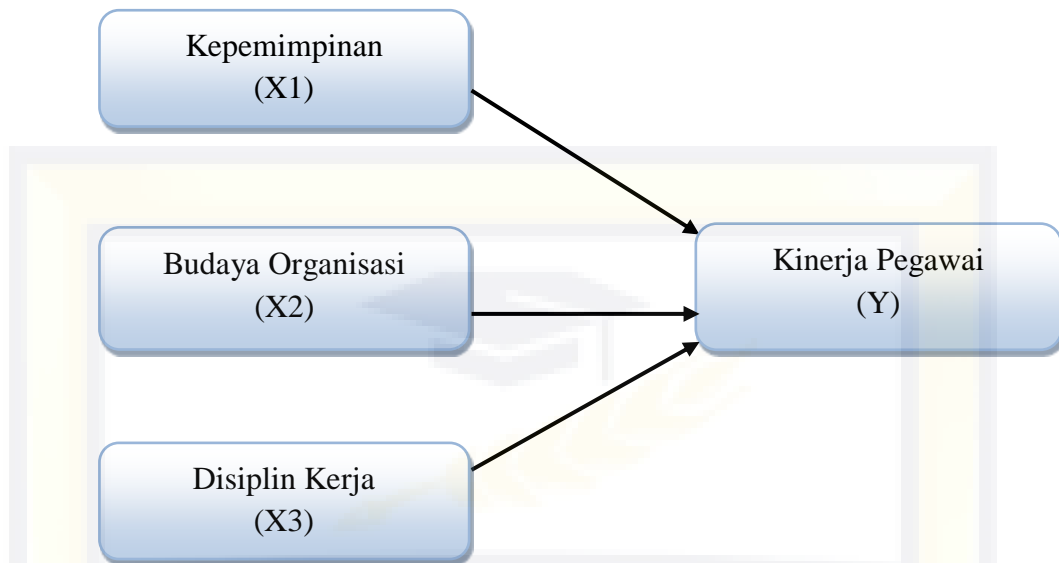 Kepemimpinan
(X1)
Budaya Organisasi
(X2)
Kinerja Pegawai
(Y)
Disiplin Kerja
(X3)